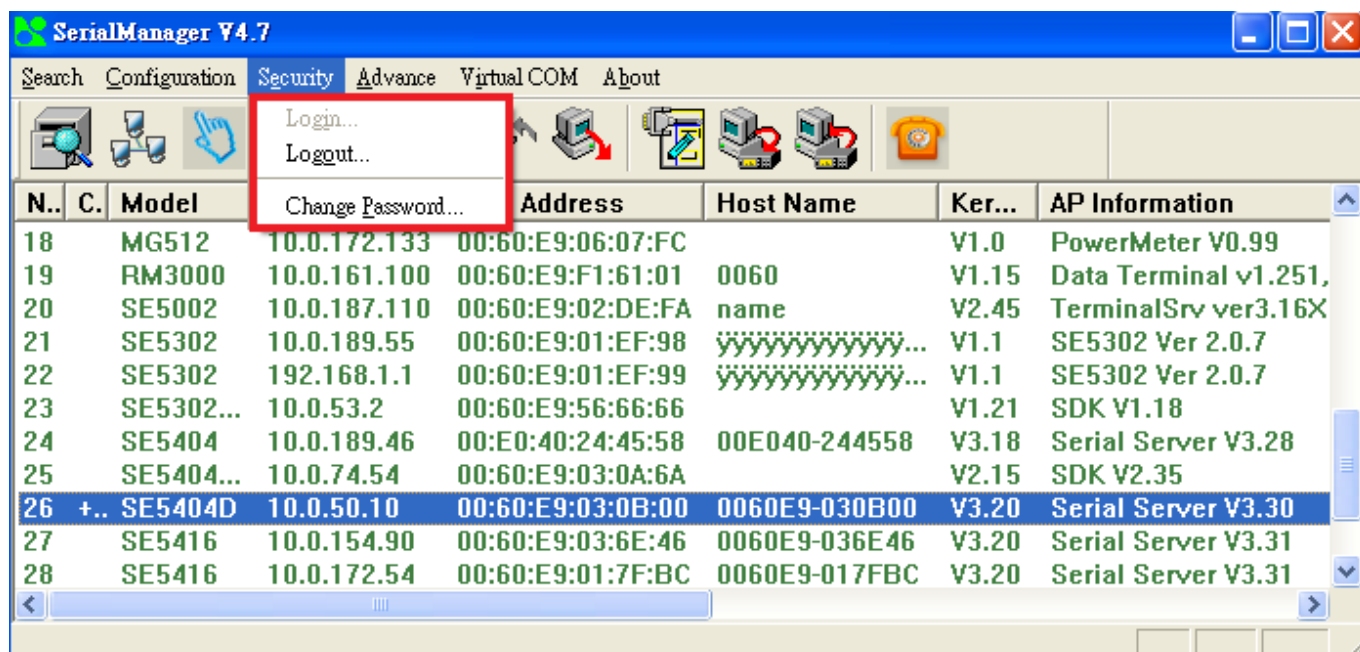 SerialManager V4.7
Search Configuration Security Advance Virtual COM About
Login...
Logout...
Change Password...
N.. C. Model Address Host Name Ker... AP Information
18 MG512 10.0.172.133 00:60:E9:06:07:FC V1.0 PowerMeter V0.99
19 RM3000 10.0.161.100 00:60:E9:F1:61:01 0060 V1.15 Data Terminal v1.251,
20 SE5002 10.0.187.110 00:60:E9:02:DE:FA name V2.45 TerminalSrv ver3.16X
21 SE5302 10.0.189.55 00:60:E9:01:EF:98 ÿÿÿÿÿÿÿÿÿÿÿÿ... V1.1 SE5302 Ver 2.0.7
22 SE5302 192.168.1.1 00:60:E9:01:EF:99 ÿÿÿÿÿÿÿÿÿÿÿÿ... V1.1 SE5302 Ver 2.0.7
23 SE5302... 10.0.53.2 00:60:E9:56:66:66 V1.21 SDK V1.18
24 SE5404 10.0.189.46 00:E0:40:24:45:58 00E040-244558 V3.18 Serial Server V3.28
25 SE5404... 10.0.74.54 00:60:E9:03:0A:6A V2.15 SDK V2.35
26 +.. SE5404D 10.0.50.10 00:60:E9:03:0B:00 0060E9-030B00 V3.20 Serial Server V3.30
27 SE5416 10.0.154.90 00:60:E9:03:6E:46 0060E9-036E46 V3.20 Serial Server V3.31
28 SE5416 10.0.172.54 00:60:E9:01:7F:BC 0060E9-017FBC V3.20 Serial Server V3.31